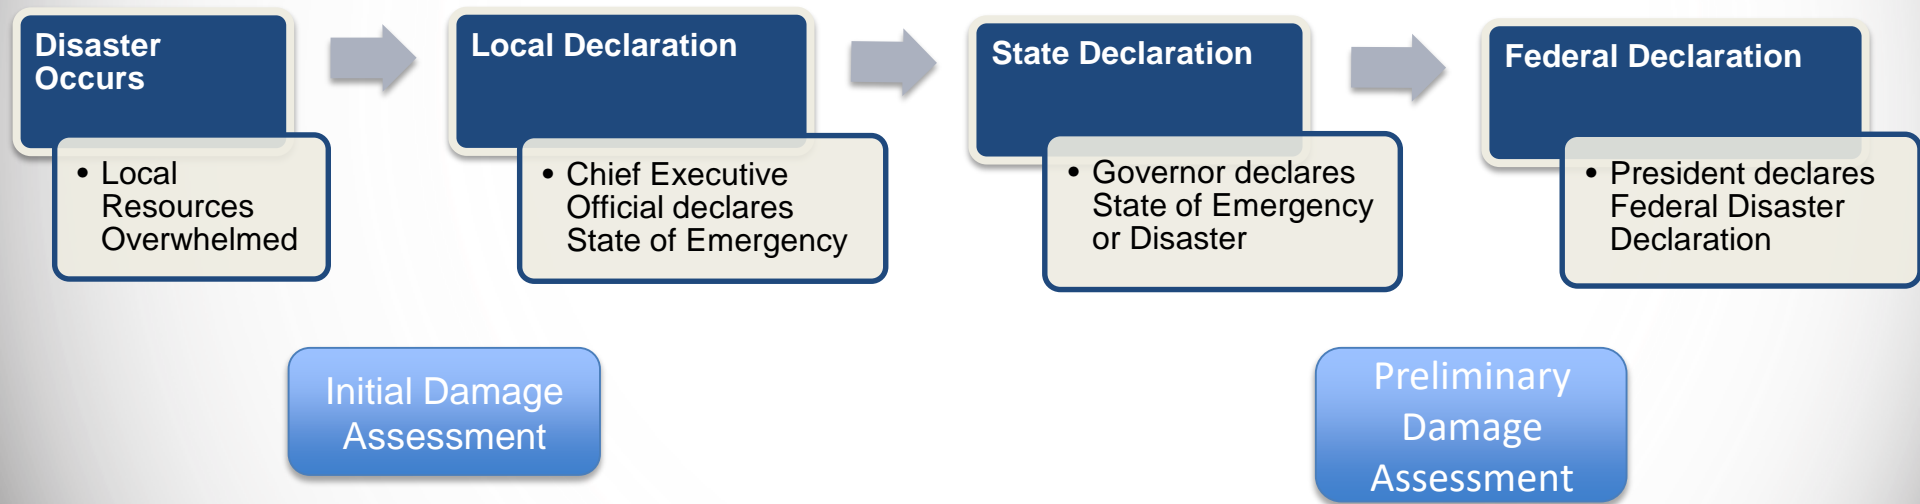 Disaster
Occurs
• Local
Resources
Overwhelmed
Local Declaration
• Chief Executive
Official declares
State of Emergency
State Declaration
• Governor declares
State of Emergency
or Disaster
Federal Declaration
• President declares
Federal Disaster
Declaration
Initial Damage
Assessment
Preliminary
Damage
Assessment